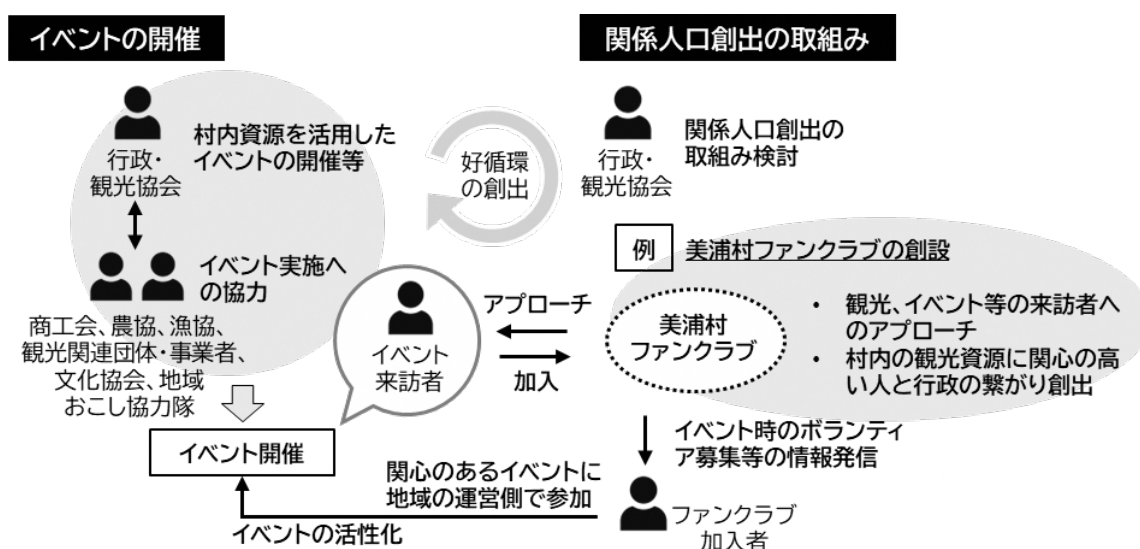 イベントの開催
行政・
観光協会
村内資源を活用した
イベントの開催等
イベント実施へ
の協力
商工会、農協、漁協、
観光関連団体・事業者、
文化協会、地域
おこし協力隊
イベント開催
好循環
の創出
イベント
来訪者
アプローチ
加入
関係人口創出の取組み
行政・
観光協会
関係人口創出の
取組み検討
例
美浦村ファンクラブの創設
美浦村
ファンクラブ
• 観光、イベント等の来訪者へ
のアプローチ
• 村内の観光資源に関心の高
い人と行政の繋がり創出
イベント時のボランティ
ア募集等の情報発信
ファンクラブ
加入者
関心のあるイベントに
地域の運営側で参加
イベントの活性化